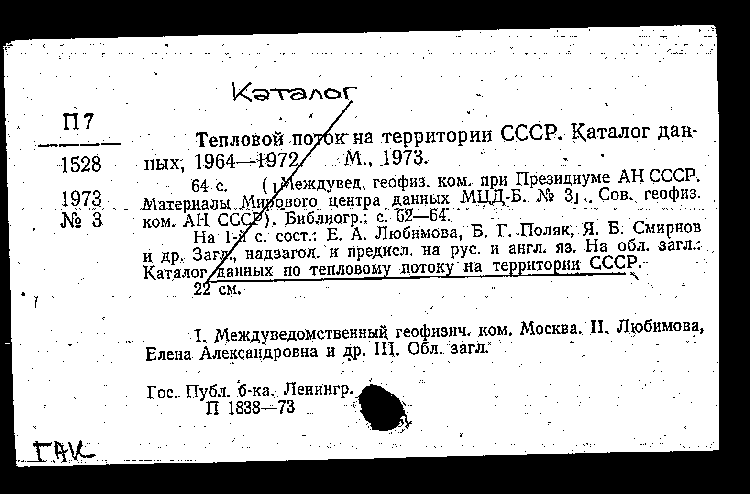 Каталог
П7
1528
1973
№ 3
Тепловой поток на территории СССР. Каталог дан-
ных, 1964—1972. М., 1973.
64 с. (Междувед. геофиз. ком. при Президиуме АН СССР.
Материалы Мирового центра данных МЦД-Б. № 3). Сов. геофиз.
ком. АН СССР). Библиогр.: с. 62—64.
На 1-й с. сост.: Е. А. Любимова, Б. Г. Поляк, Я. Б. Смирнов
и др. Загл., надзагол. и предисл. на рус. и англ. яз. На обл. загл.:
Каталог данных по тепловому потоку на территории СССР.
22 см.
I. Междуведомственный геофизич. ком. Москва. II. Любимова,
Елена Александровна и др. III. Обл. загл.
Гос. Публ. б-ка. Ленингр.
П 1838—73
ГАК